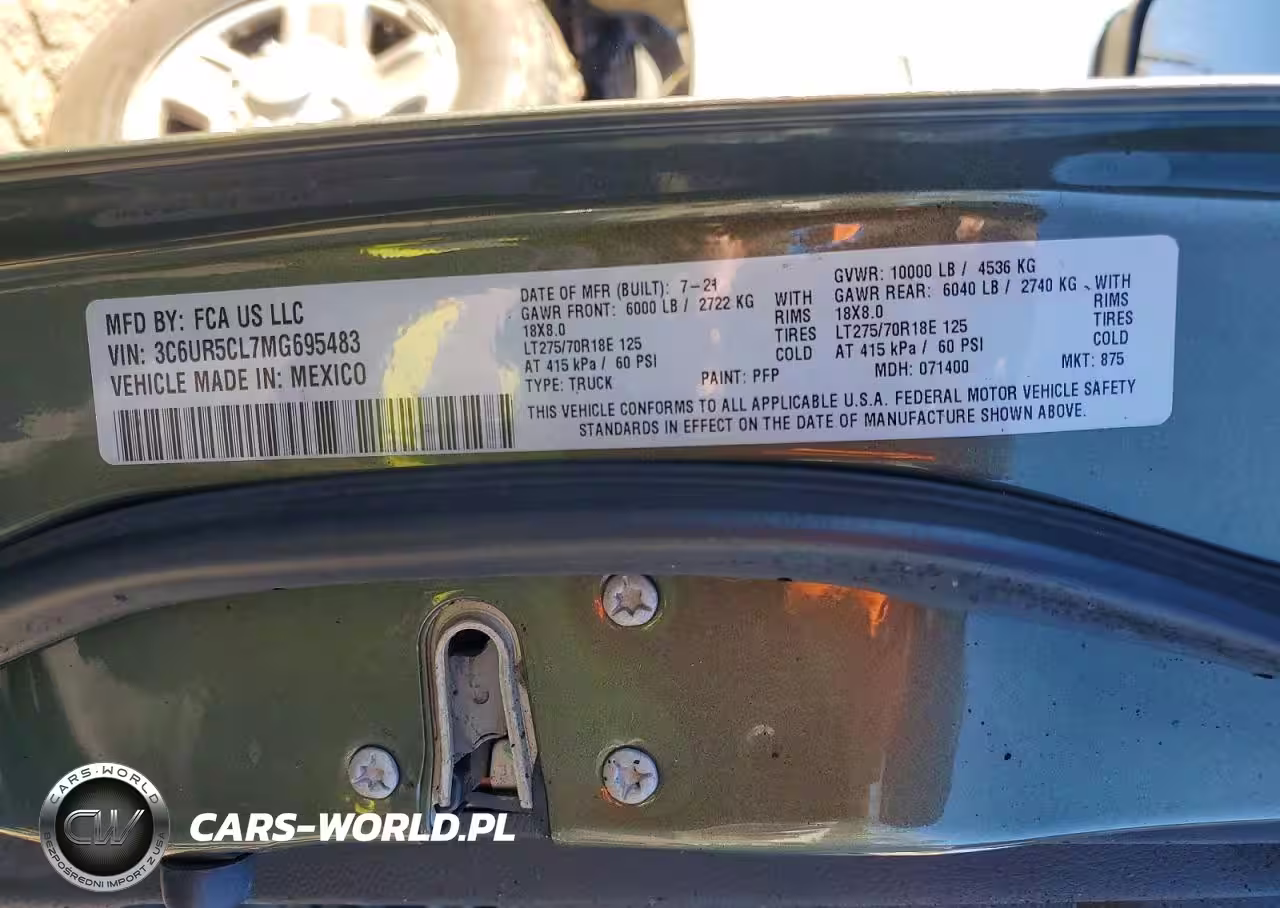 MFD BY: FCA US LLC
VIN: 3C6UR5CL7MG695483
VEHICLE MADE IN: MEXICO
DATE OF MFR (BUILT): 7-21
GAWR FRONT: 6000 LB / 2722 KG
18X8.0
LT275/70R18E 125
AT 415 kPa / 60 PSI
WITH
RIMS
TIRES
COLD
TYPE: TRUCK
PAINT: PFP
GVWR: 10000 LB / 4536 KG
GAWR REAR: 6040 LB / 2740 KG
18X8.0
LT275/70R18E 125
AT 415 kPa / 60 PSI
WITH
RIMS
TIRES
COLD
MDH: 071400
MKT: 875
THIS VEHICLE CONFORMS TO ALL APPLICABLE U.S.A. FEDERAL MOTOR VEHICLE SAFETY
STANDARDS IN EFFECT ON THE DATE OF MANUFACTURE SHOWN ABOVE.
CARS-WORLD
CW
BEZPOŚREDNI IMPORT Z USA
CARS-WORLD.PL